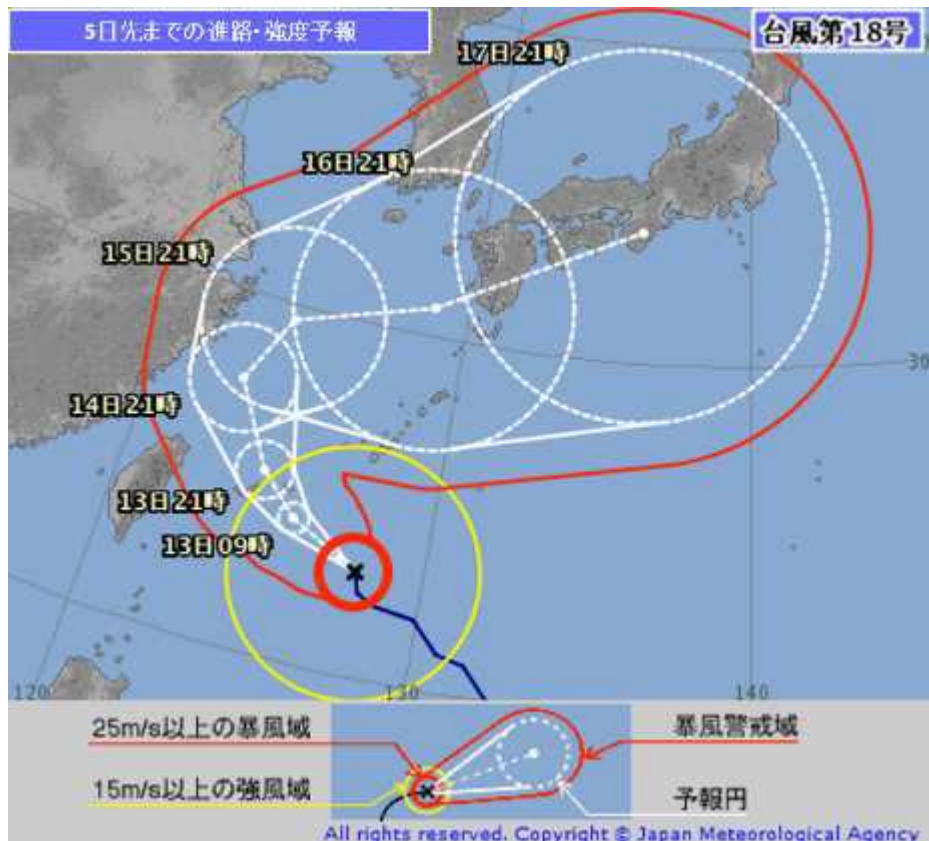 5日先までの進路・強度予報
台風第18号
17日21時
16日21時
15日21時
14日21時
13日21時
13日09時
30
120
130
140
25m/s以上の暴風域
暴風警戒域
15m/s以上の強風域
予報円
All rights reserved. Copyright © Japan Meteorological Agency